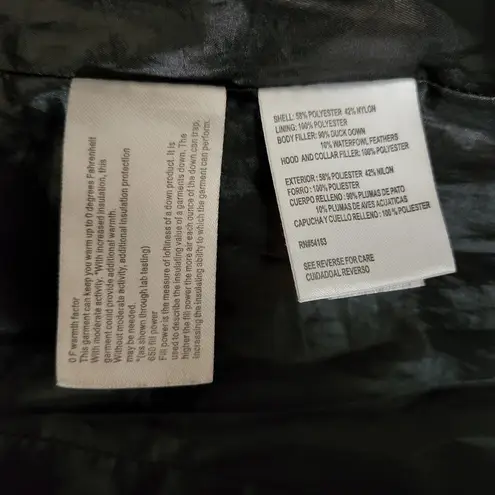 0 F warmth factor
This garment can keep you warm up to 0 degrees Fahrenheit
With moderate activity. *With increased insulation, this
garment could provide additional warmth.
Without moderate activity, additional insulation protection
may be needed.
*(as shown through lab testing)
650 fill power
Fill power is the measure of loftiness of a down product. It is
used to describe the insulating value of a garments down. The
higher the fill power the more air each ounce of the down can trap,
increasing the insulating ability to which the garment can perform.
SHELL: 58% POLYESTER 42% NYLON
LINING: 100% POLYESTER
BODY FILLER: 90% DUCK DOWN
10% WATERFOWL FEATHERS
HOOD AND COLLAR FILLER: 100% POLYESTER
EXTERIOR: 58% POLIESTER 42% NILON
FORRO: 100% POLIESTER
CUERPO RELLENO: 90% PLUMAS DE PATO
10% PLUMAS DE AVES ACUATICAS
CAPUCHA Y CUELLO RELLENO: 100 % POLIESTER
RN#54163
SEE REVERSE FOR CARE
CUIDADOAL REVERSO